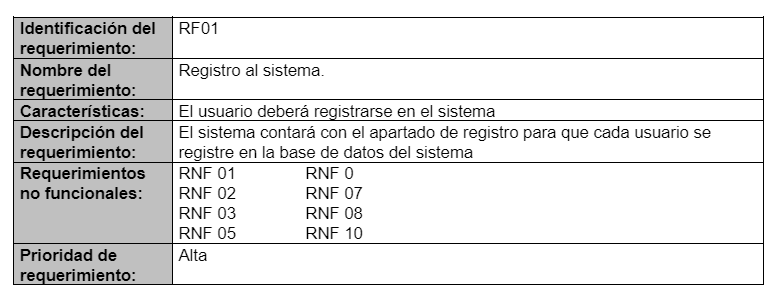 Identificación del RF01
requerimiento:
Nombre del Registro al sistema.
requerimiento:
Características: El usuario deberá registrarse en el sistema
Descripción del El sistema contará con el apartado de registro para que cada usuario se
requerimiento: registre en la base de datos del sistema
Requerimientos RNF 01 RNF 0
no funcionales: RNF 02 RNF 07
RNF 03 RNF 08
RNF 05 RNF 10
Prioridad de Alta
requerimiento: